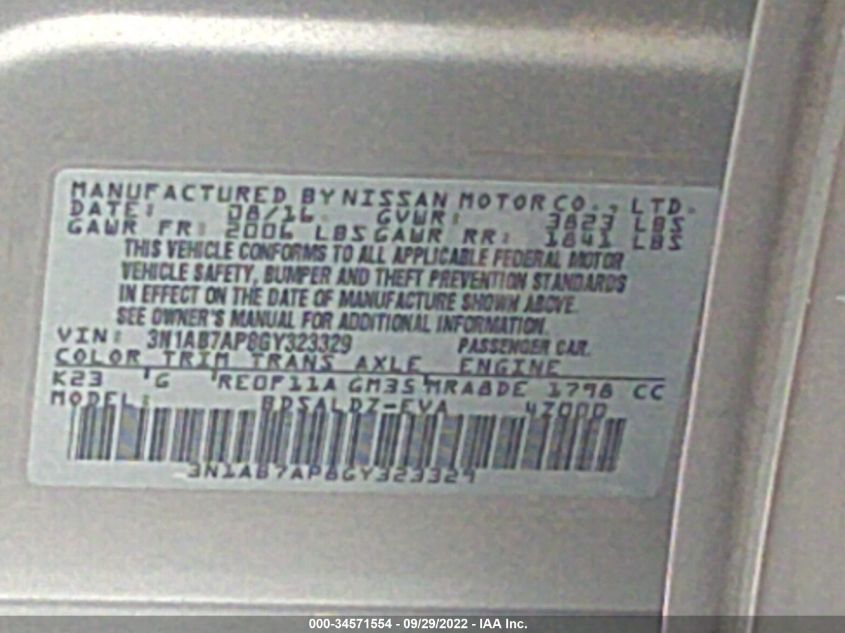 MANUFACTURED BY NISSAN MOTOR CO., LTD.
DATE: 08/16 GVWR: 3823 LBS
GAWR FR: 2006 LBS GAWR RR: 1841 LBS
THIS VEHICLE CONFORMS TO ALL APPLICABLE FEDERAL MOTOR
VEHICLE SAFETY, BUMPER AND THEFT PREVENTION STANDARDS
IN EFFECT ON THE DATE OF MANUFACTURE SHOWN ABOVE.
SEE OWNER'S MANUAL FOR ADDITIONAL INFORMATION.
VIN: 3N1AB7AP8GY323329 PASSENGER CAR.
COLOR TRIM TRANS AXLE ENGINE
K23 G RE0F11A GM35 MRA8DE 1798 CC
MODEL: BDSALDZ-EVA 4Z000
3N1AB7AP8GY323329
000-34571554 - 09/29/2022 - IAA Inc.